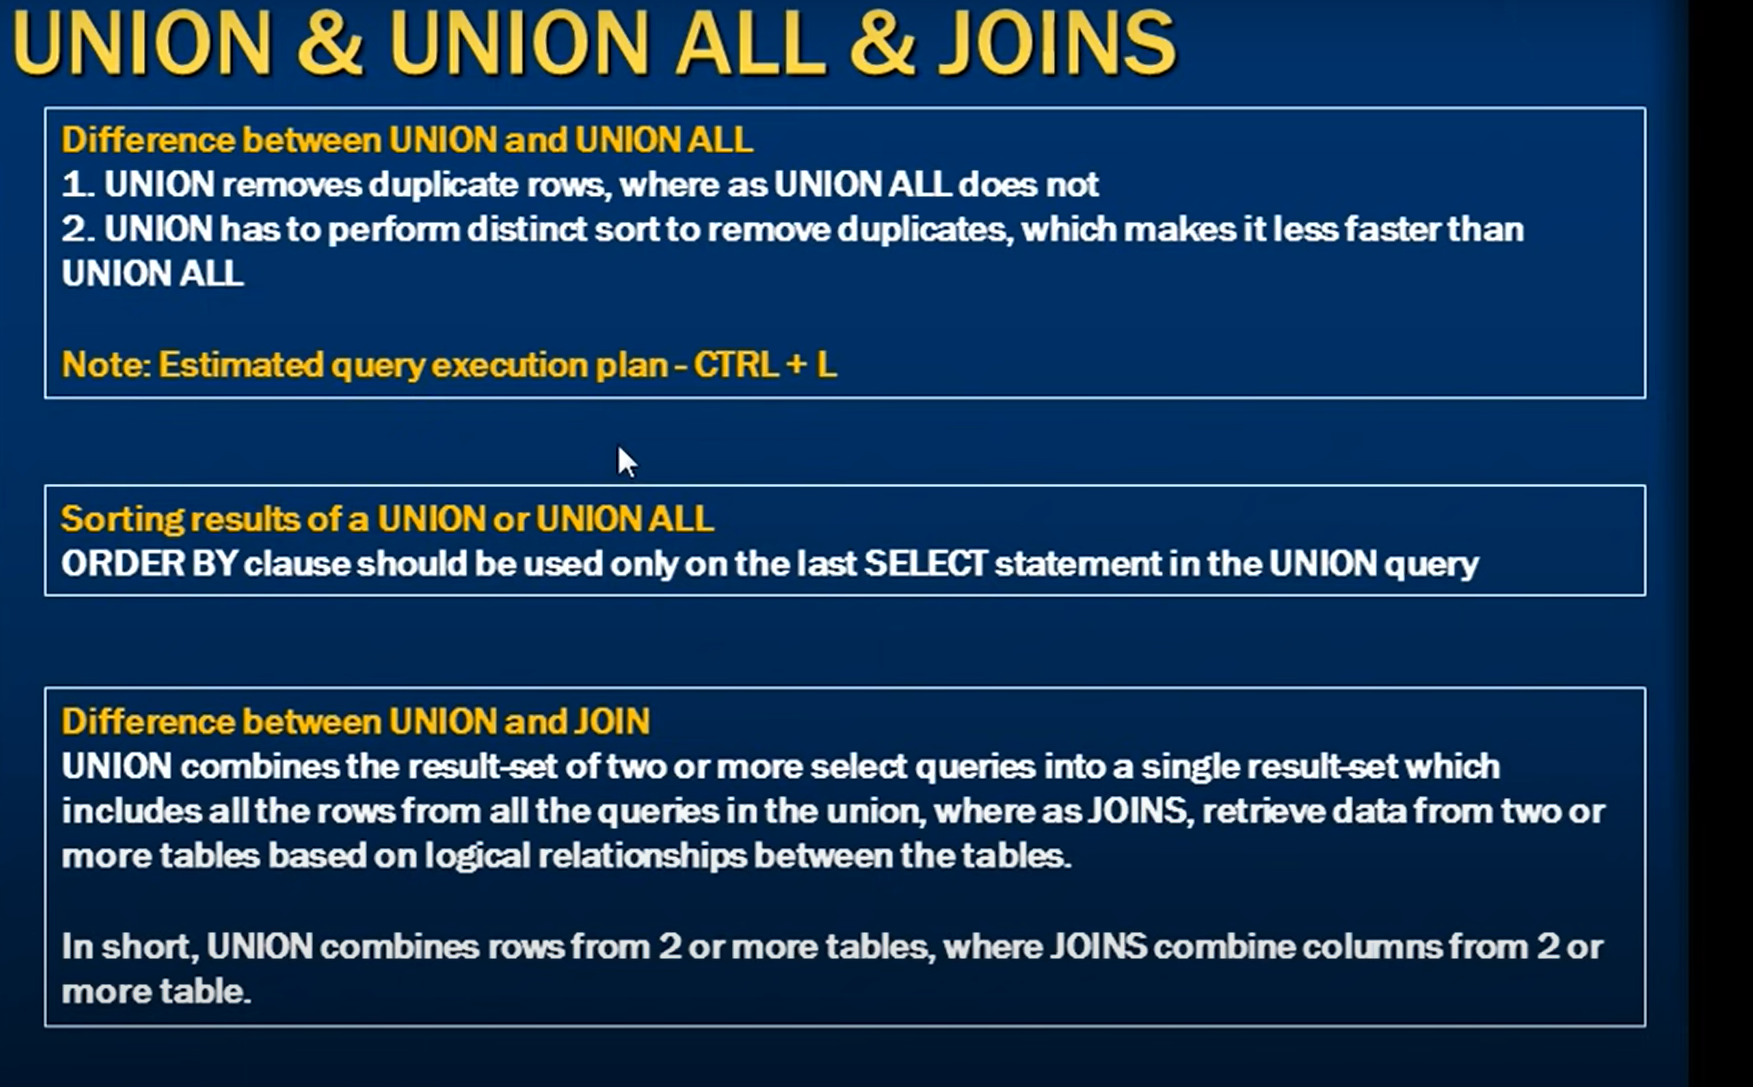 UNION & UNION ALL & JOINS
Difference between UNION and UNION ALL
1. UNION removes duplicate rows, where as UNION ALL does not
2. UNION has to perform distinct sort to remove duplicates, which makes it less faster than
UNION ALL
Note: Estimated query execution plan - CTRL + L
Sorting results of a UNION or UNION ALL
ORDER BY clause should be used only on the last SELECT statement in the UNION query
Difference between UNION and JOIN
UNION combines the result-set of two or more select queries into a single result-set which
includes all the rows from all the queries in the union, where as JOINS, retrieve data from two or
more tables based on logical relationships between the tables.
In short, UNION combines rows from 2 or more tables, where JOINS combine columns from 2 or
more table.